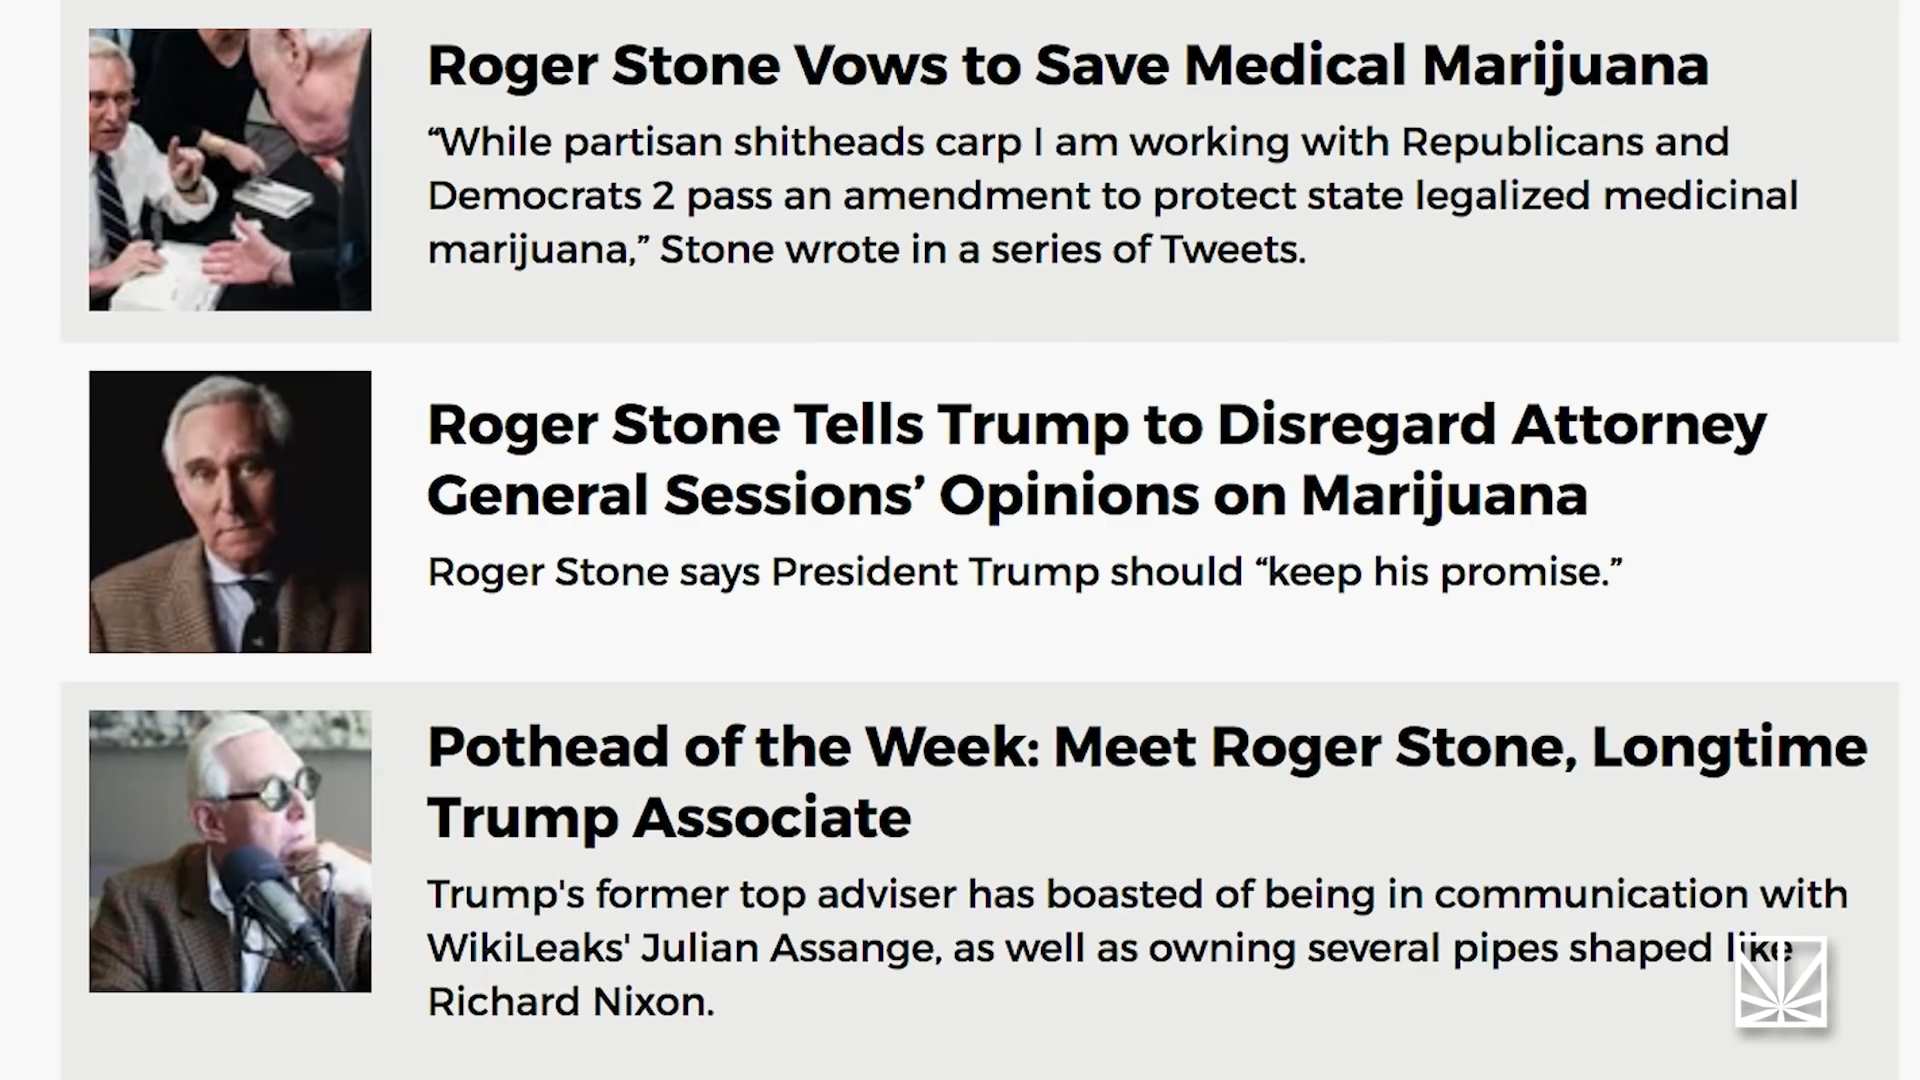 Roger Stone Vows to Save Medical Marijuana
“While partisan shitheads carp I am working with Republicans and
Democrats 2 pass an amendment to protect state legalized medicinal
marijuana,” Stone wrote in a series of Tweets.
Roger Stone Tells Trump to Disregard Attorney
General Sessions’ Opinions on Marijuana
Roger Stone says President Trump should “keep his promise.”
Pothead of the Week: Meet Roger Stone, Longtime
Trump Associate
Trump's former top adviser has boasted of being in communication with
WikiLeaks' Julian Assange, as well as owning several pipes shaped like
Richard Nixon.